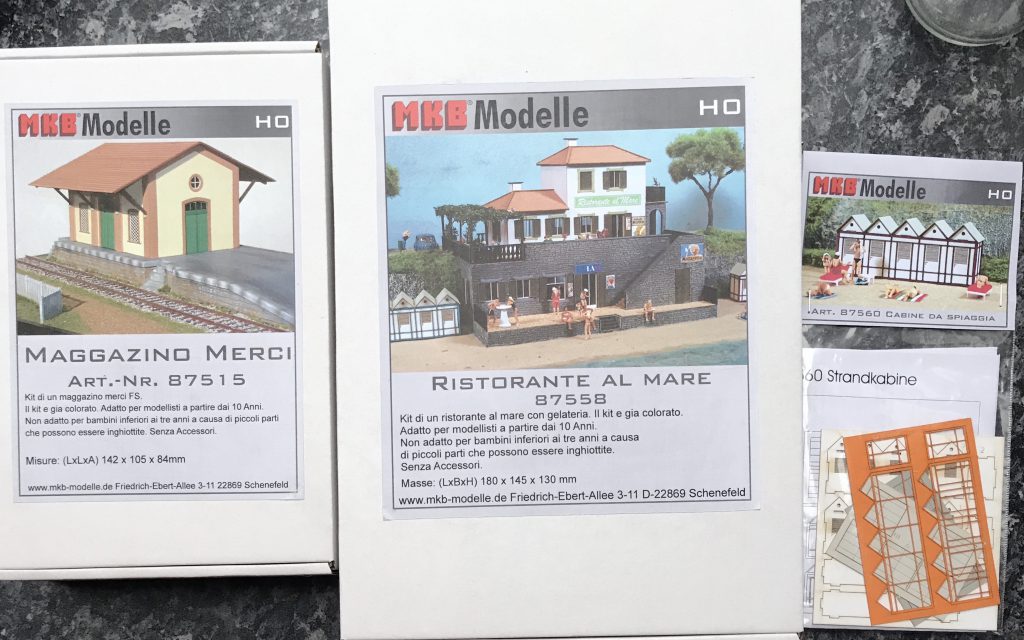 MKB® Modelle HO
Maggazino Merci
Art.-Nr. 87515
Kit di un maggazino merci FS.
Il kit e gia colorato. Adatto per modellisti a partire dai 10 Anni.
Non adatto per bambini inferiori ai tre anni a causa di piccoli parti
che possono essere inghiottite. Senza Accesori.
Misure: (LxLxA) 142 x 105 x 84mm
www.mkb-modelle.de Friedrich-Ebert-Allee 3-11 22869 Schenefeld
MKB® Modelle HO
Ristorante al Mare
Ristorante al mare
87558
Kit di un ristorante al mare con gelateria. Il kit e gia colorato.
Adatto per modellisti a partire dai 10 Anni.
Non adatto per bambini inferiori ai tre anni a causa
di piccoli parti che possono essere inghiottite.
Senza Accesori.
Masse: (LxBxH) 180 x 145 x 130 mm
www.mkb-modelle.de Friedrich-Ebert-Allee 3-11 D-22869 Schenefeld
MKB® Modelle HO
Art. 87560 Cabine da spiaggia
60 Strandkabine